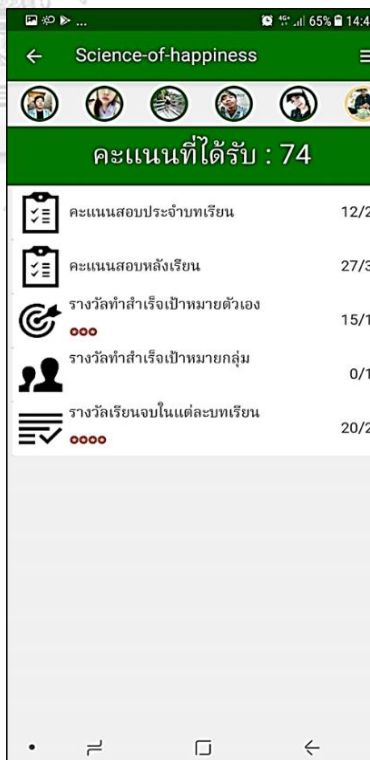 ... 65% 14:4
Science-of-happiness
คะแนนที่ได้รับ : 74
คะแนนสอบประจำบทเรียน 12/2
คะแนนสอบหลังเรียน 27/3
รางวัลทำสำเร็จเป้าหมายตัวเอง 15/1
รางวัลทำสำเร็จเป้าหมายกลุ่ม 0/1
รางวัลเรียนจบในแต่ละบทเรียน 20/2